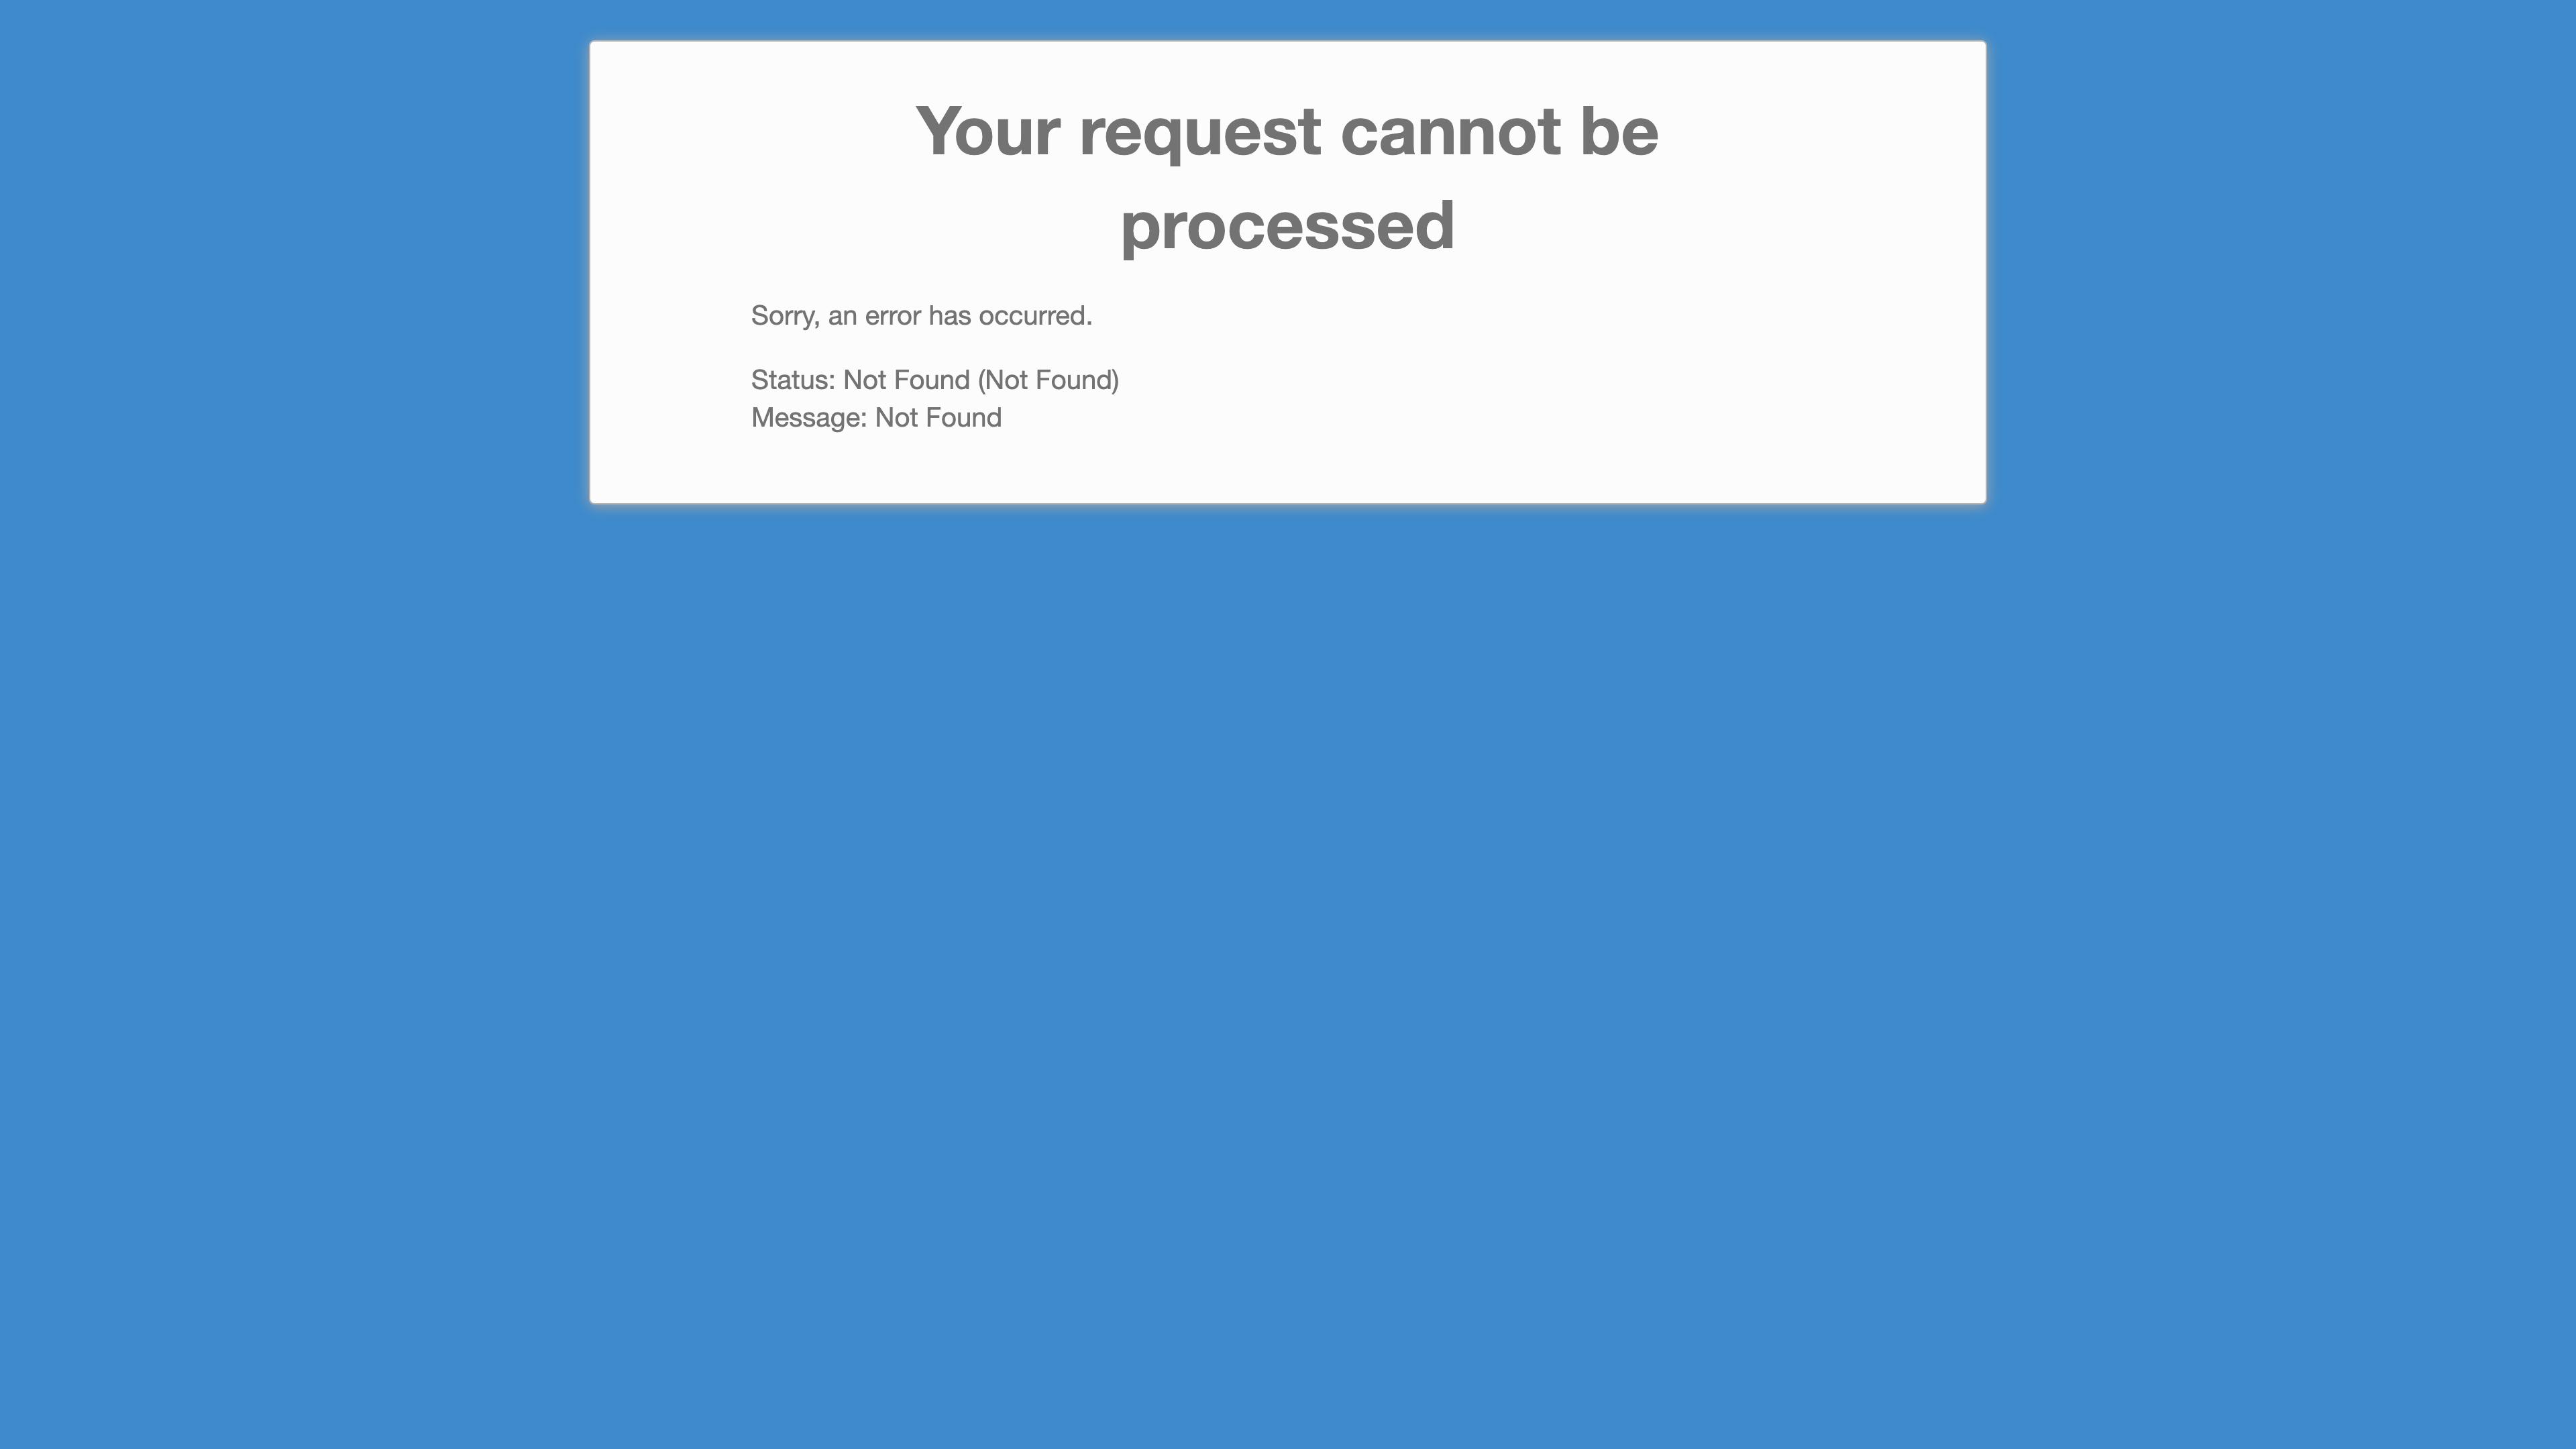 Your request cannot be
processed
Sorry, an error has occurred.
Status: Not Found (Not Found)
Message: Not Found